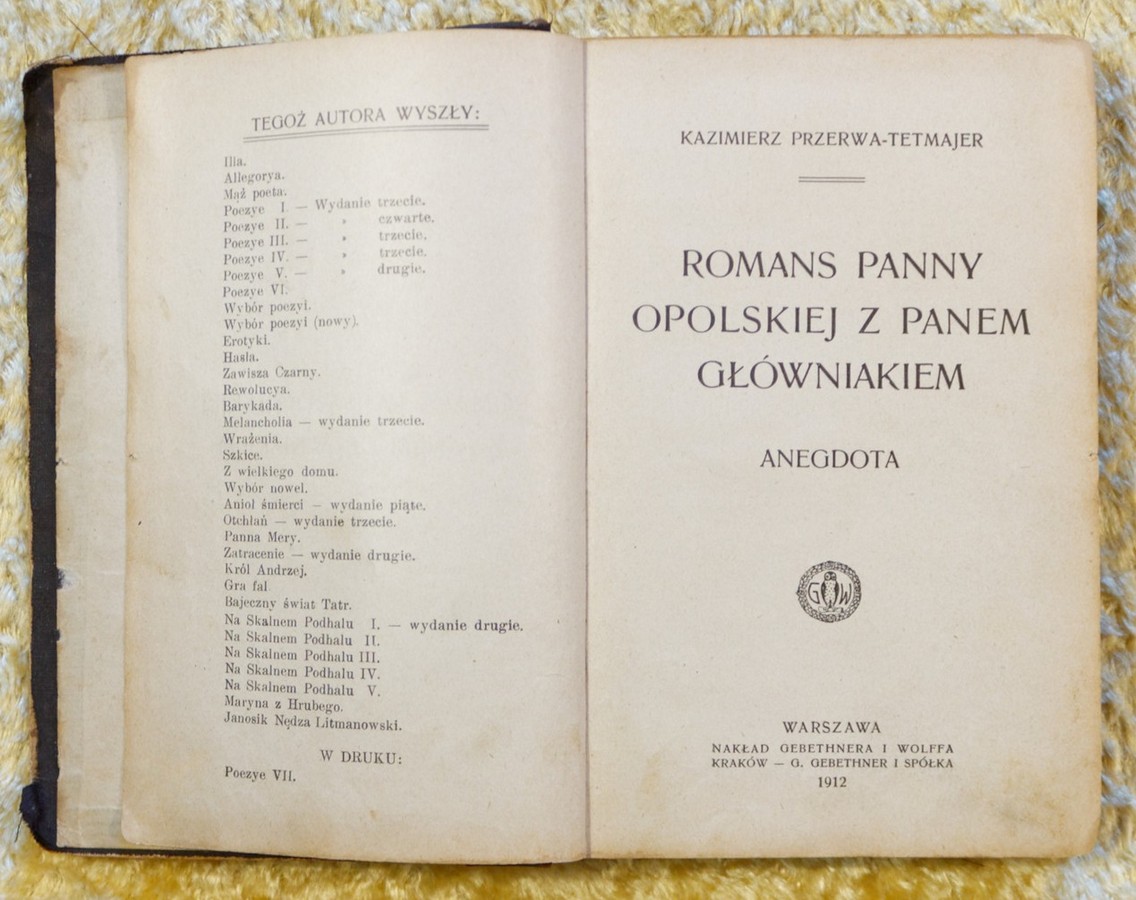 TEGOŻ AUTORA WYSZŁY:
Illa.
Allegorya.
Mąż poeta.
Poezye I. — Wydanie trzecie.
Poezye II. — „ czwarte.
Poezye III. — „ trzecie.
Poezye IV. — „ trzecie.
Poezye V. — „ drugie.
Poezye VI.
Wybór poezyi.
Wybór poezyi (nowy).
Erotyki.
Hasła.
Zawisza Czarny.
Rewolucya.
Barykada.
Melancholia — wydanie trzecie.
Wrażenia.
Szkice.
Z wielkiego domu.
Wybór nowel.
Anioł śmierci — wydanie piąte.
Otchłań — wydanie trzecie.
Panna Mery.
Zatracenie — wydanie drugie.
Król Andrzej.
Gra fal
Bajeczny świat Tatr.
Na Skalnem Podhalu I. — wydanie drugie.
Na Skalnem Podhalu II.
Na Skalnem Podhalu III.
Na Skalnem Podhalu IV.
Na Skalnem Podhalu V.
Maryna z Hrubego.
Janosik Nędza Litmanowski.
W DRUKU:
Poezye VII.
KAZIMIERZ PRZERWA-TETMAJER
ROMANS PANNY
OPOLSKIEJ Z PANEM
GŁÓWNIAKIEM
ANEGDOTA
G W
WARSZAWA
NAKŁAD GEBETHNERA I WOLFFA
KRAKÓW — G. GEBETHNER I SPÓŁKA
1912